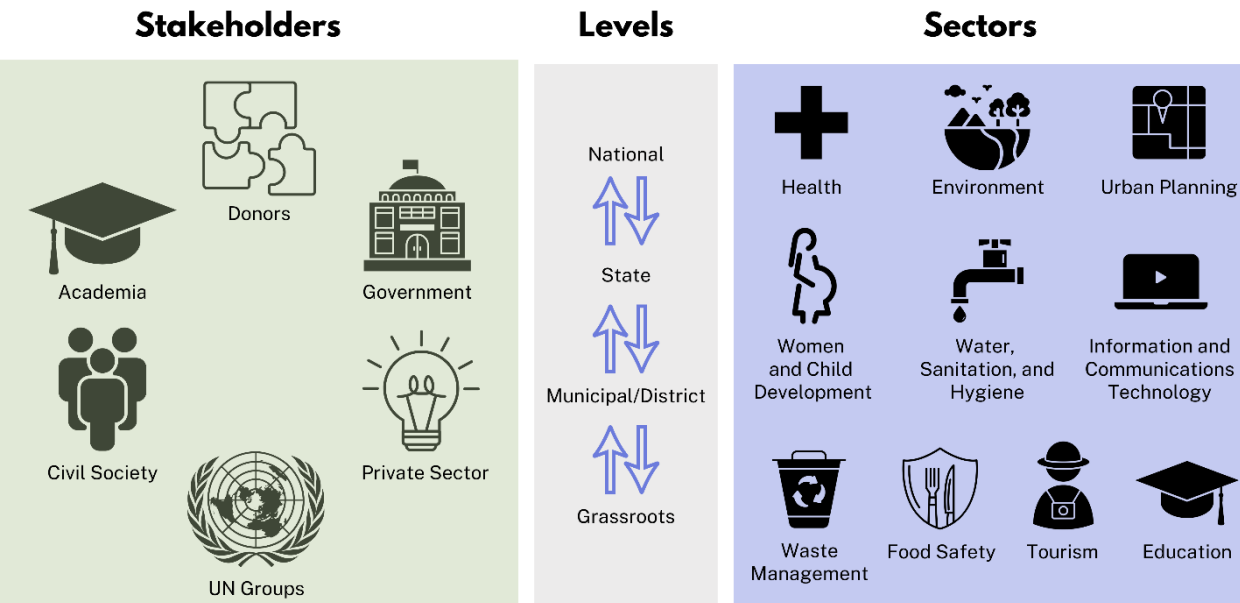 Stakeholders
Donors
Academia
Government
Civil Society
Private Sector
UN Groups
Levels
National
State
Municipal/District
Grassroots
Sectors
Health
Environment
Urban Planning
Women
and Child
Development
Water,
Sanitation, and
Hygiene
Information and
Communications
Technology
Waste
Management
Food Safety
Tourism
Education